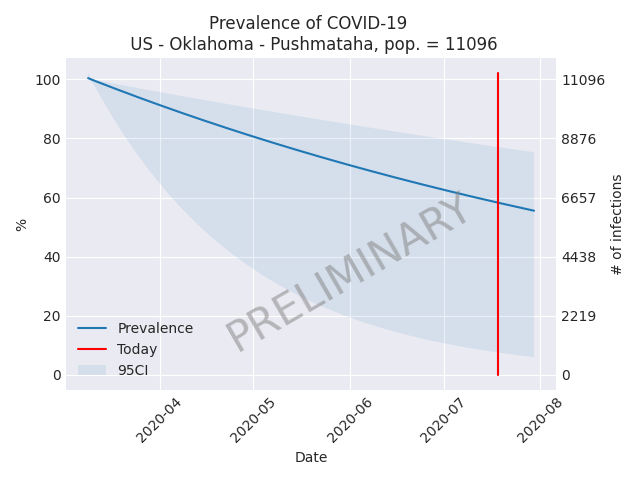 Prevalence of COVID-19
US - Oklahoma - Pushmataha, pop. = 11096
100
80
60
40
20
0
%
11096
8876
6657
4438
2219
0
# of infections
PRELIMINARY
Prevalence
Today
95CI
2020-04
2020-05
2020-06
2020-07
2020-08
Date